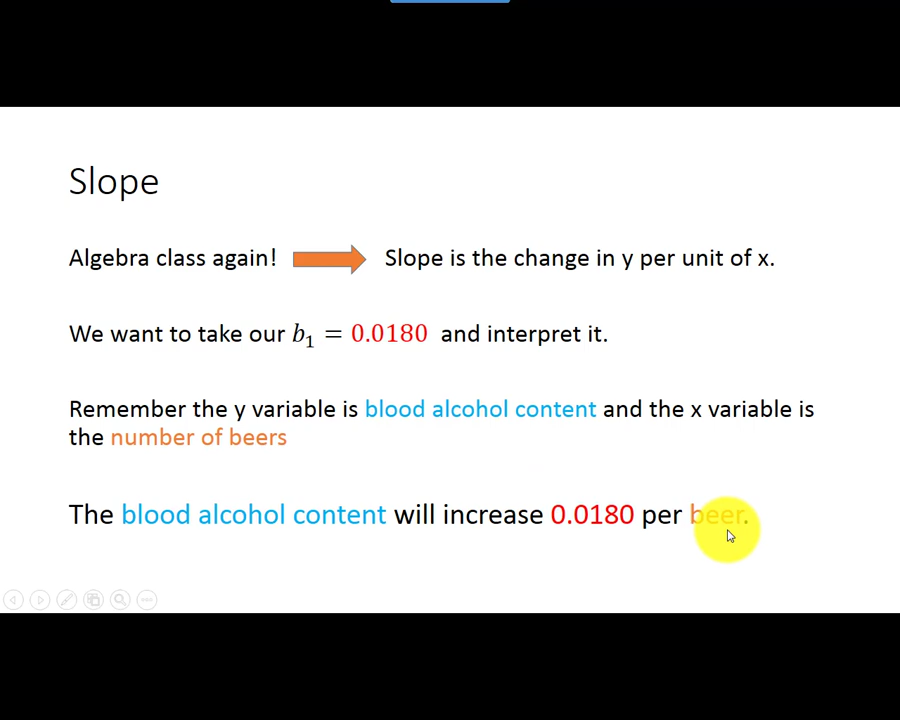 Slope
Algebra class again! Slope is the change in y per unit of x.
We want to take our b₁ = 0.0180 and interpret it.
Remember the y variable is blood alcohol content and the x variable is
the number of beers
The blood alcohol content will increase 0.0180 per beer.